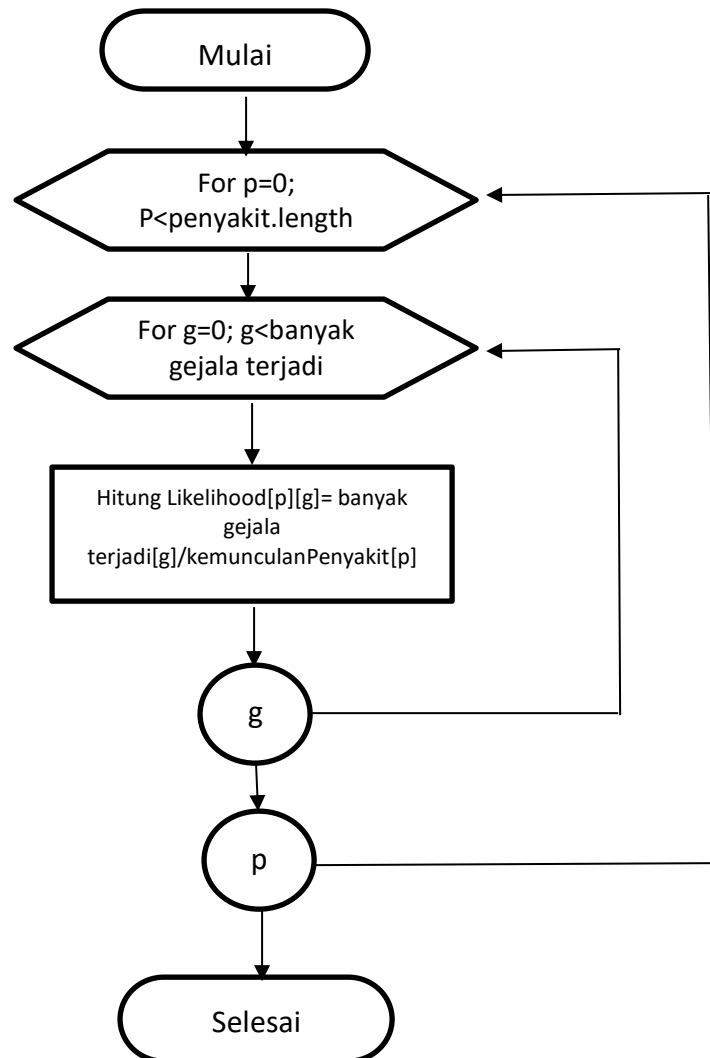 Mulai
For p=0;
P<penyakit.length
For g=0; g<banyak
gejala terjadi
Hitung Likelihood[p][g]= banyak
gejala
terjadi[g]/kemunculanPenyakit[p]
g
p
Selesai